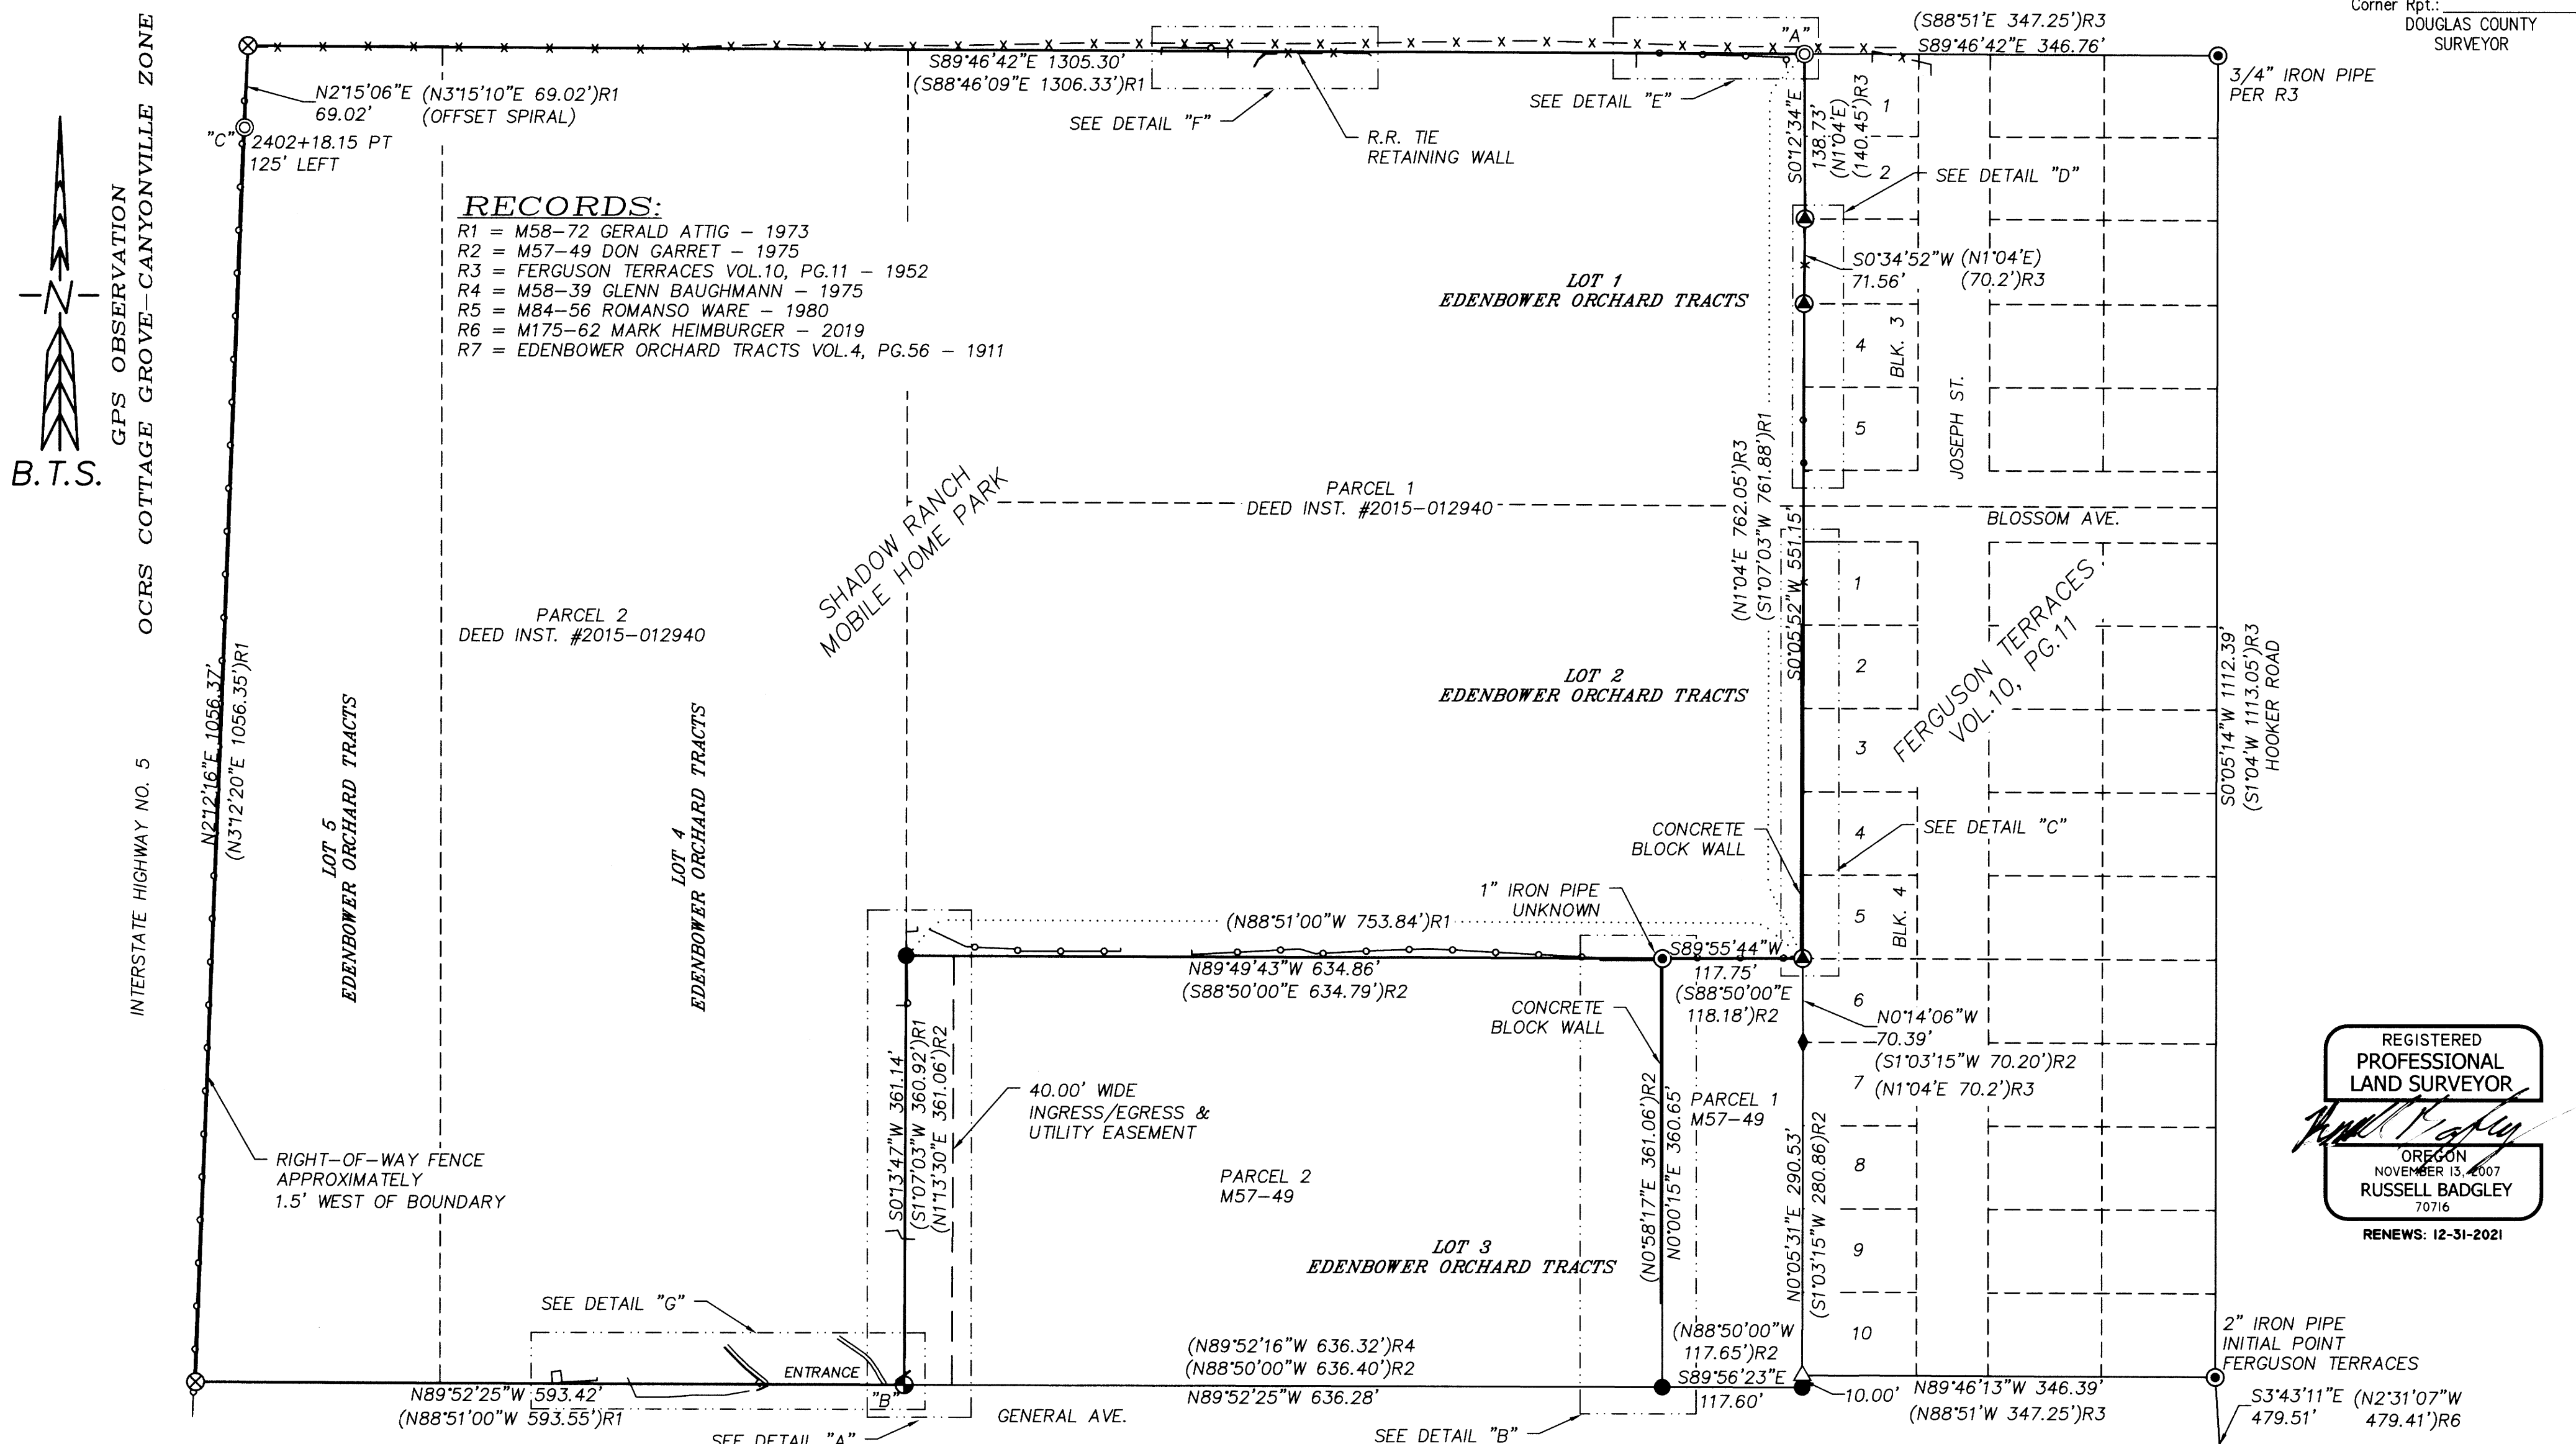 Corner Rpt.:
DOUGLAS COUNTY
SURVEYOR
(S88°51'E 347.25')R3
S89°46'42"E 346.76'
"A"
3/4" IRON PIPE
PER R3
S89°46'42"E 1305.30'
(S88°46'09"E 1306.33')R1
SEE DETAIL "F"
SEE DETAIL "E"
R.R. TIE
RETAINING WALL
N2°15'06"E (N3°15'10"E 69.02')R1
69.02' (OFFSET SPIRAL)
"C"
2402+18.15 PT
125' LEFT
GPS OBSERVATION
OCRS COTTAGE GROVE-CANYONVILLE ZONE
-N-
B.T.S.
RECORDS:
R1 = M58-72 GERALD ATTIG - 1973
R2 = M57-49 DON GARRET - 1975
R3 = FERGUSON TERRACES VOL.10, PG.11 - 1952
R4 = M58-39 GLENN BAUGHMANN - 1975
R5 = M84-56 ROMANSO WARE - 1980
R6 = M175-62 MARK HEIMBURGER - 2019
R7 = EDENBOWER ORCHARD TRACTS VOL.4, PG.56 - 1911
S0°12'34"E
138.73'
(N1°04'E)
(140.45')R3
1
2
SEE DETAIL "D"
S0°34'52"W (N1°04'E)
71.56' (70.2')R3
LOT 1
EDENBOWER ORCHARD TRACTS
4
BLK. 3
5
JOSEPH ST.
(N1°04'E 762.05')R3
(S1°07'03"W 761.88')R1
S0°05'52"W 551.15'
PARCEL 1
DEED INST. #2015-012940
BLOSSOM AVE.
SHADOW RANCH
MOBILE HOME PARK
PARCEL 2
DEED INST. #2015-012940
1
2
3
4
5
BLK. 4
FERGUSON TERRACES
VOL.10, PG.11
S0°05'14"W 1112.39'
(S1°04'W 1113.05')R3
HOOKER ROAD
LOT 2
EDENBOWER ORCHARD TRACTS
N2°12'16"E 1056.37'
(N3°12'20"E 1056.35')R1
INTERSTATE HIGHWAY NO. 5
LOT 5
EDENBOWER ORCHARD TRACTS
LOT 4
EDENBOWER ORCHARD TRACTS
CONCRETE
BLOCK WALL
SEE DETAIL "C"
1" IRON PIPE
UNKNOWN
(N88°51'00"W 753.84')R1
N89°49'43"W 634.86'
(S88°50'00"E 634.79')R2
S89°55'44"W
117.75'
(S88°50'00"E
118.18')R2
CONCRETE
BLOCK WALL
6
N0°14'06"W
70.39'
(S1°03'15"W 70.20')R2
7 (N1°04'E 70.2')R3
8
9
10
S0°13'47"W 361.14'
(S1°07'03"W 360.92')R1
(N1°13'30"E 361.06')R2
40.00' WIDE
INGRESS/EGRESS &
UTILITY EASEMENT
(N0°58'17"E 361.06')R2
N0°00'15"E 360.65'
PARCEL 1
M57-49
PARCEL 2
M57-49
N0°05'31"E 290.53'
(S1°03'15"W 280.86)R2
LOT 3
EDENBOWER ORCHARD TRACTS
RIGHT-OF-WAY FENCE
APPROXIMATELY
1.5' WEST OF BOUNDARY
REGISTERED
PROFESSIONAL
LAND SURVEYOR
OREGON
NOVEMBER 13, 2007
RUSSELL BADGLEY
70716
RENEWS: 12-31-2021
SEE DETAIL "G"
ENTRANCE
"B"
N89°52'25"W 593.42'
(N88°51'00"W 593.55')R1
SEE DETAIL "A"
GENERAL AVE.
(N89°52'16"W 636.32')R4
(N88°50'00"W 636.40')R2
N89°52'25"W 636.28'
SEE DETAIL "B"
(N88°50'00"W
117.65')R2
S89°56'23"E
117.60'
10.00'
N89°46'13"W 346.39'
(N88°51'W 347.25')R3
2" IRON PIPE
INITIAL POINT
FERGUSON TERRACES
S3°43'11"E (N2°31'07"W
479.51' 479.41')R6